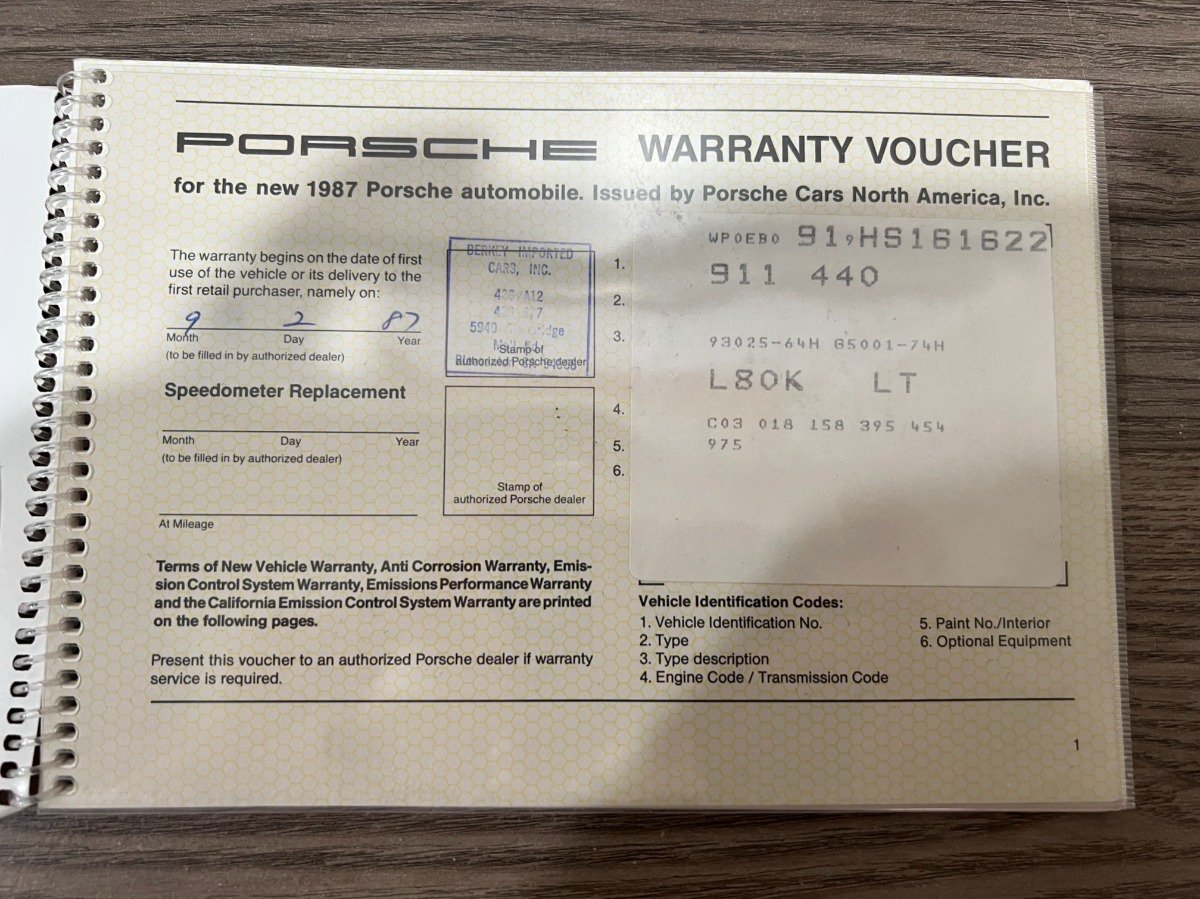 PORSCHE WARRANTY VOUCHER
for the new 1987 Porsche automobile. Issued by Porsche Cars North America, Inc.
The warranty begins on the date of first
use of the vehicle or its delivery to the
first retail purchaser, namely on:
9 2 87
Month Day Year
(to be filled in by authorized dealer)
IMPORTED
CARS, INC.
5940
Stamp of
authorized Porsche dealer
Speedometer Replacement
Month Day Year
(to be filled in by authorized dealer)
At Mileage
Stamp of
authorized Porsche dealer
1.
2.
3.
4.
5.
6.
WP0EB0 91,HS161622
911 440
93025-64H G5001-74H
L80K LT
C03 018 158 395 454
975
Terms of New Vehicle Warranty, Anti Corrosion Warranty, Emis-
sion Control System Warranty, Emissions Performance Warranty
and the California Emission Control System Warranty are printed
on the following pages.
Present this voucher to an authorized Porsche dealer if warranty
service is required.
Vehicle Identification Codes:
1. Vehicle Identification No.
2. Type
3. Type description
4. Engine Code / Transmission Code
5. Paint No./Interior
6. Optional Equipment
1